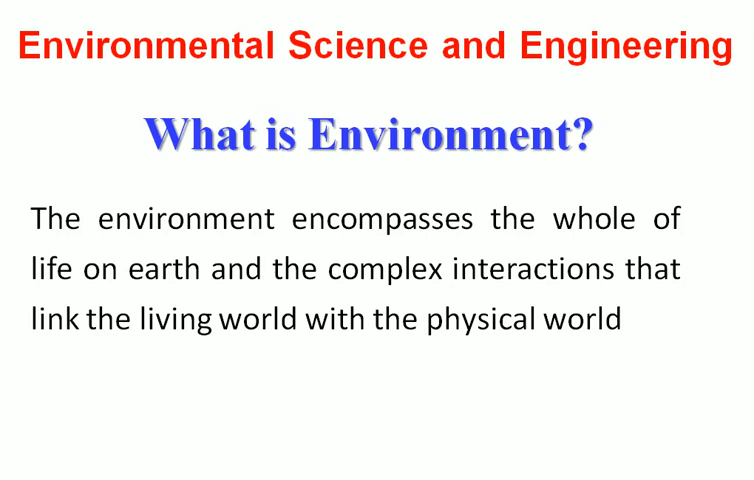 Environmental Science and Engineering
What is Environment?
The environment encompasses the whole of
life on earth and the complex interactions that
link the living world with the physical world